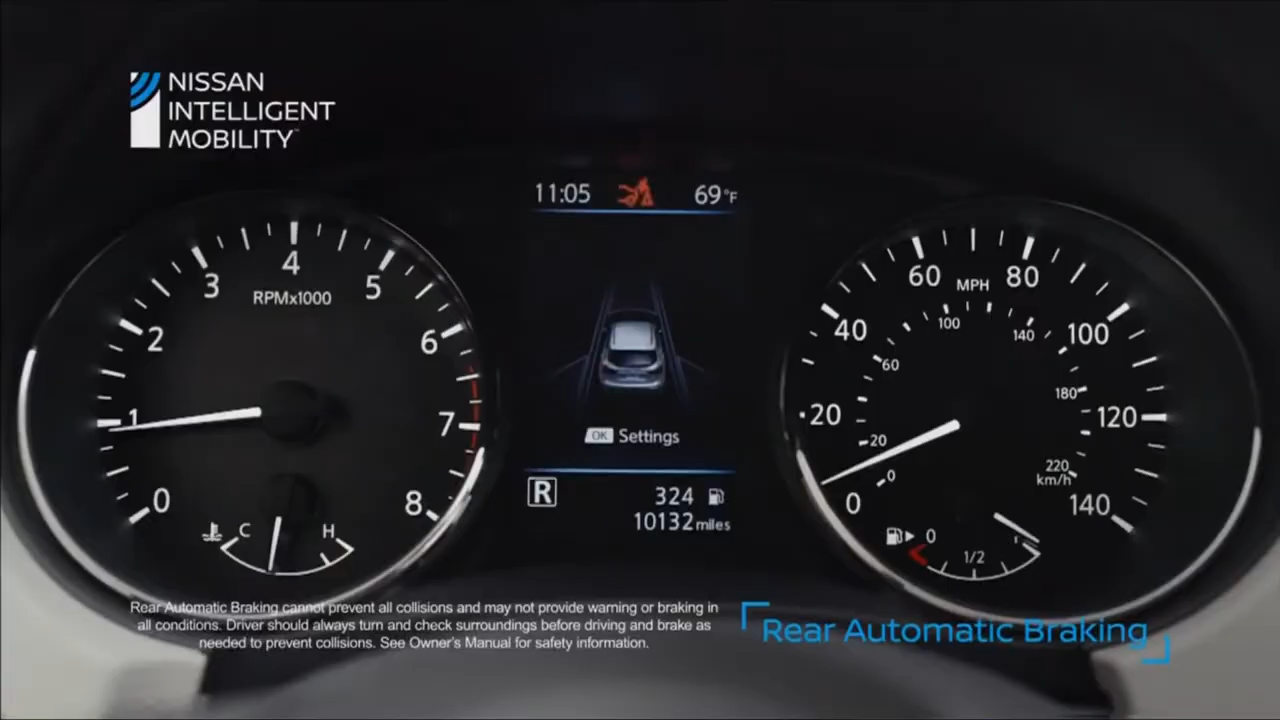 NISSAN
INTELLIGENT
MOBILITY™
11:05
69°F
4
3
5
RPMx1000
2
6
1
7
0
8
C
H
OK Settings
R
324
10132 miles
60
MPH
80
40
100
100
140
60
180
20
120
20
220
km/h
0
0
140
0
1/2
Rear Automatic Braking cannot prevent all collisions and may not provide warning or braking in
all conditions. Driver should always turn and check surroundings before driving and brake as
needed to prevent collisions. See Owner's Manual for safety information.
Rear Automatic Braking